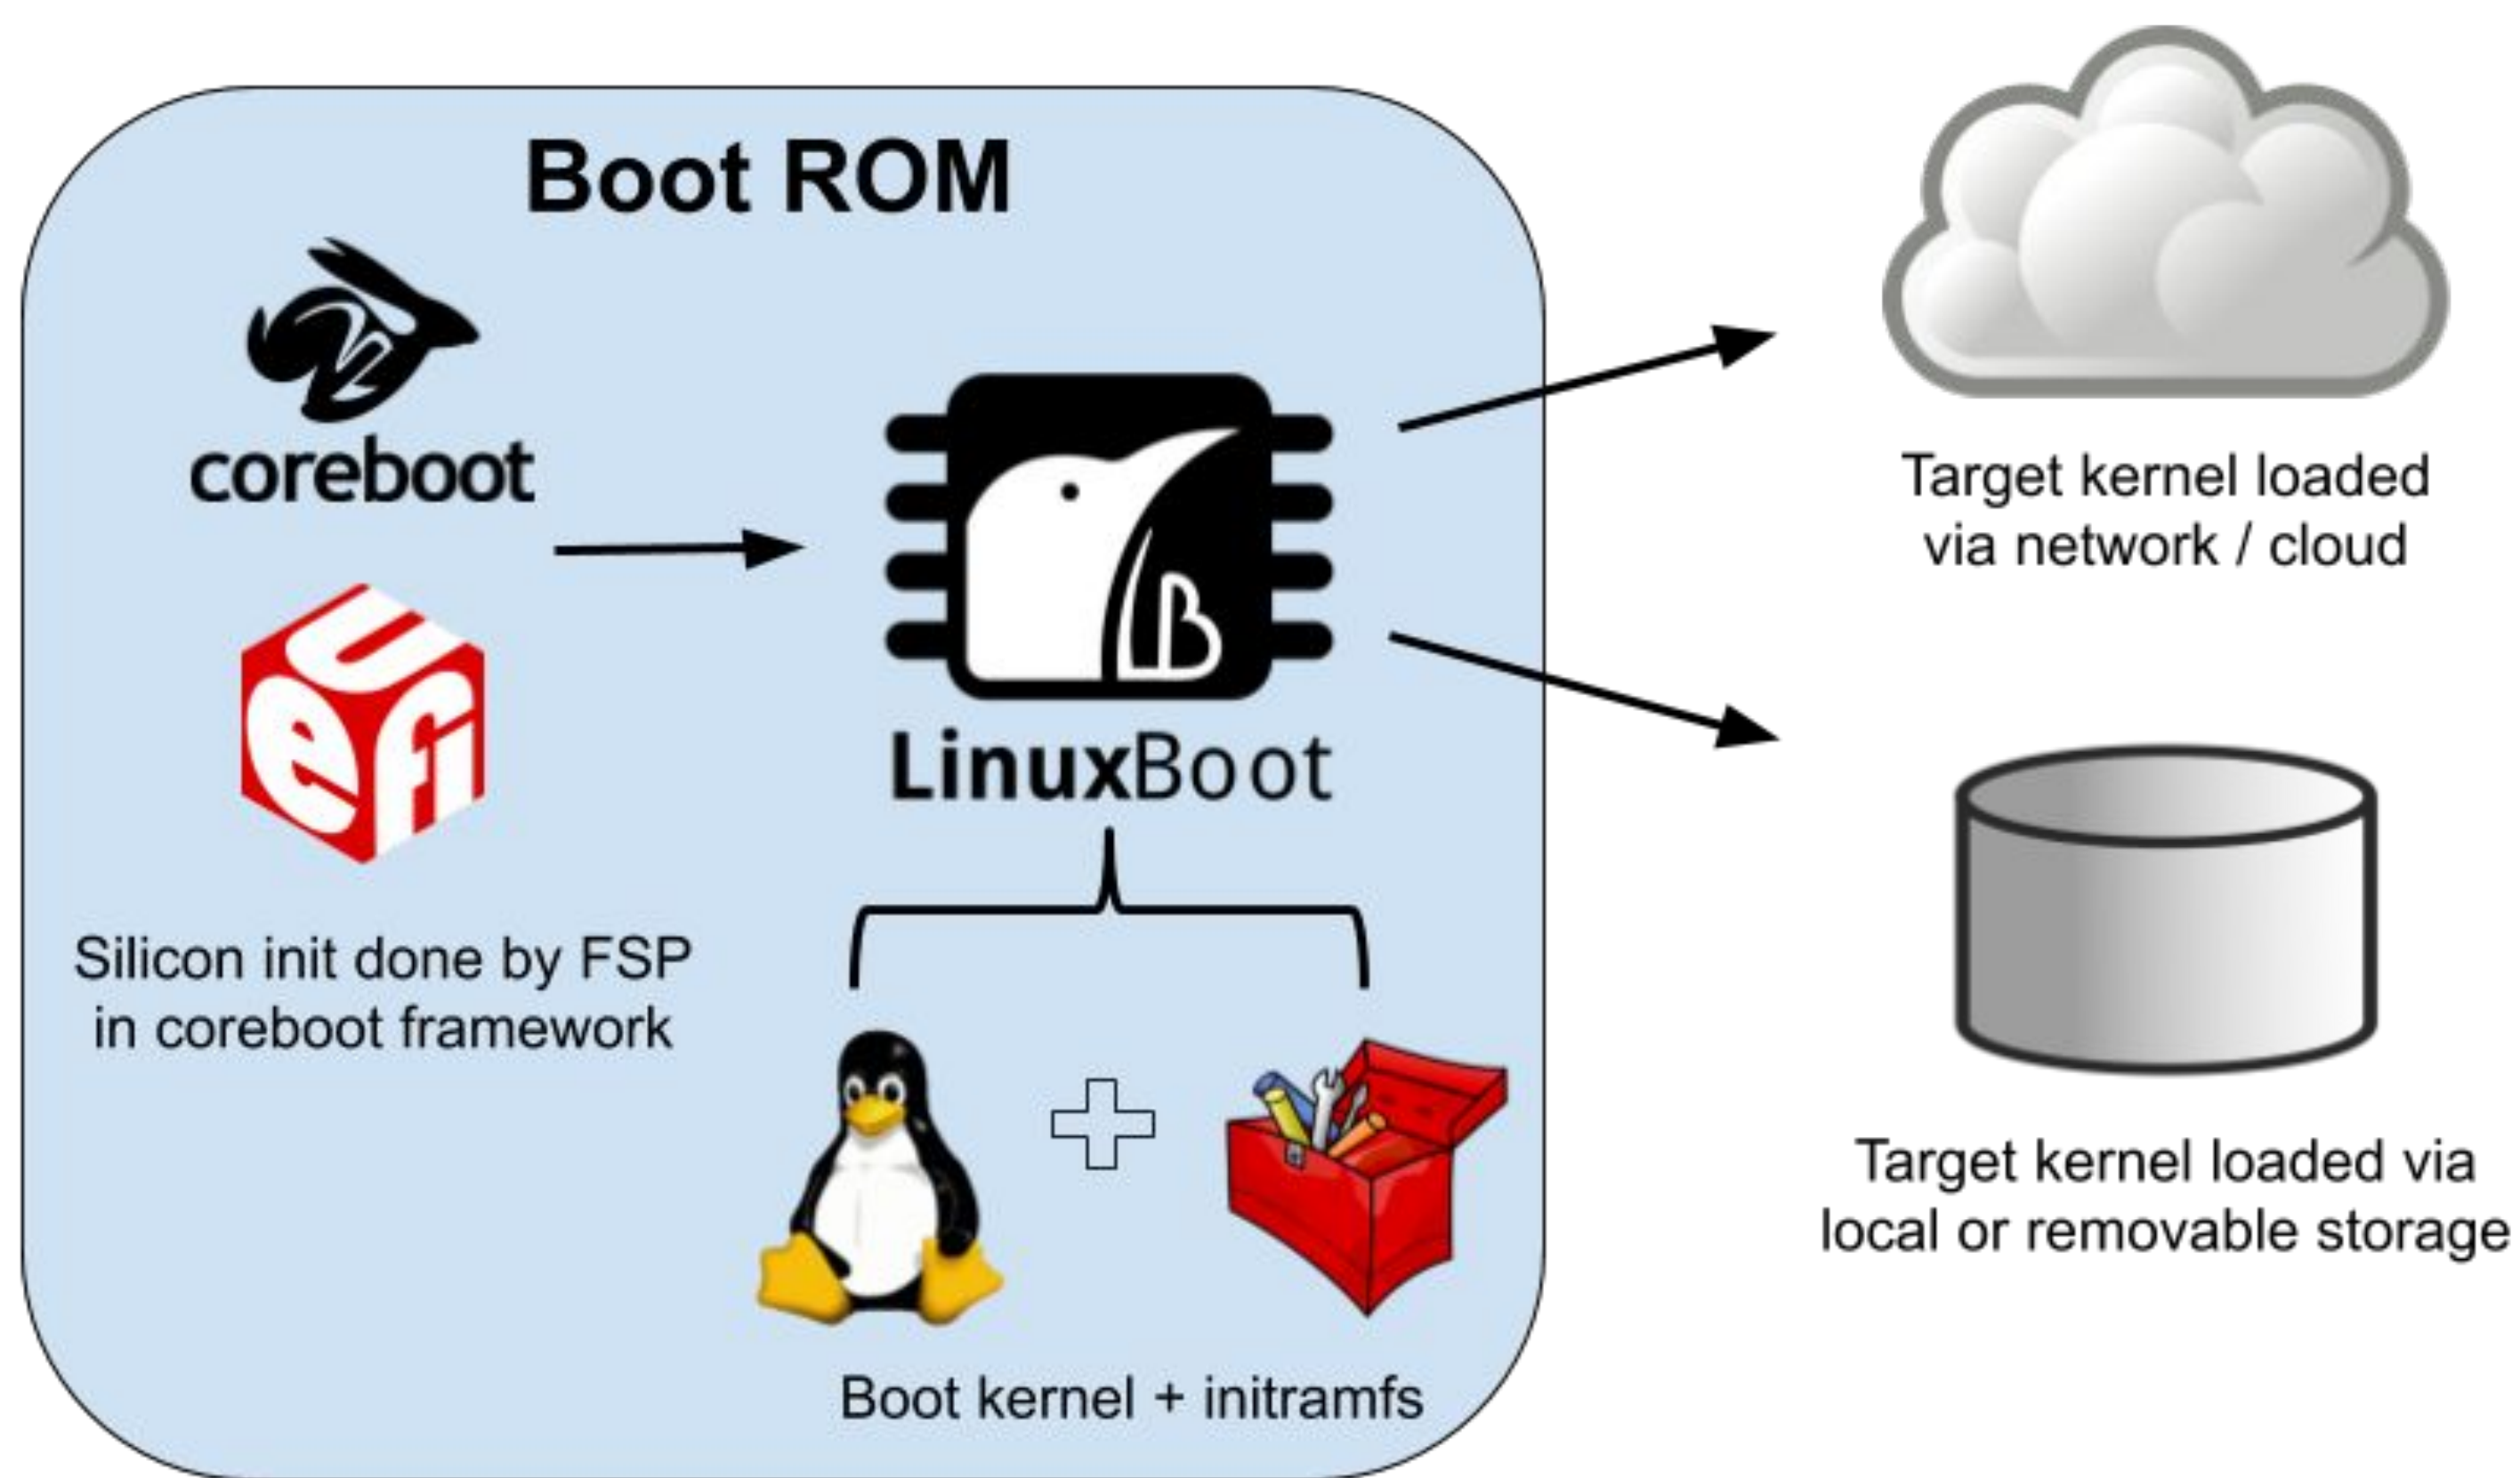 Boot ROM
coreboot
uefi
Silicon init done by FSP
in coreboot framework
B
LinuxBoot
Boot kernel + initramfs
Target kernel loaded
via network / cloud
Target kernel loaded via
local or removable storage